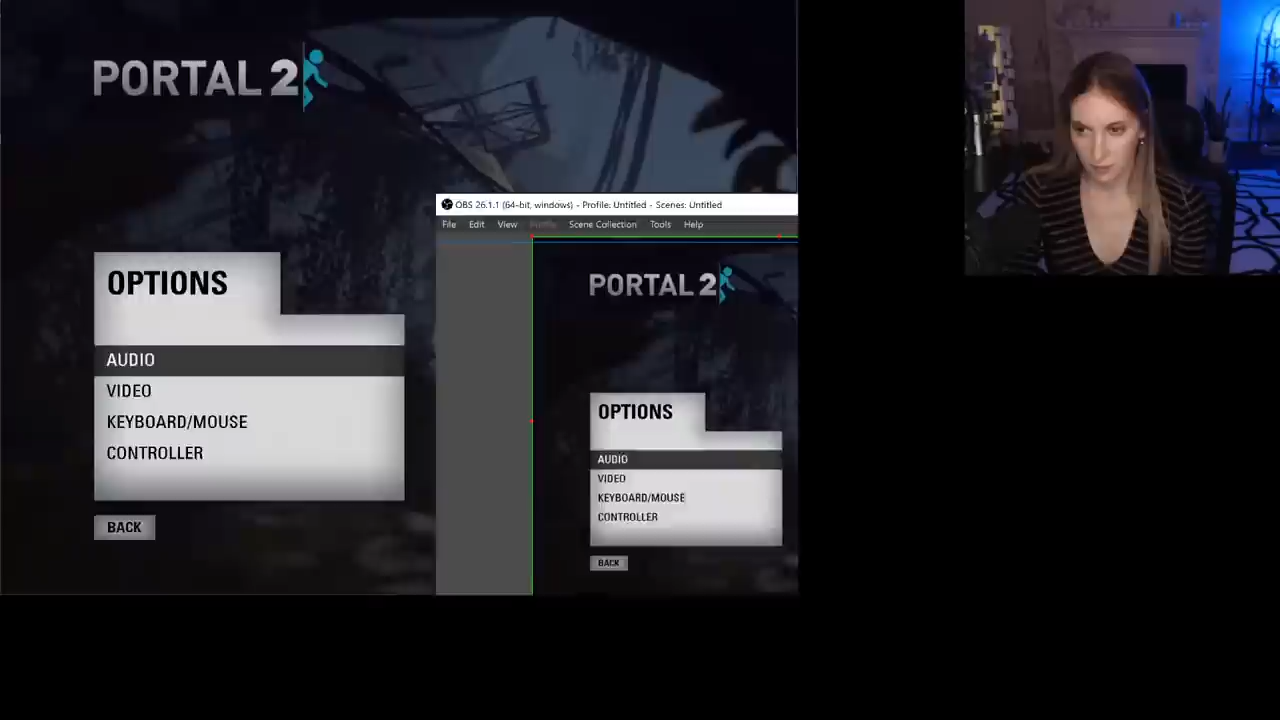 PORTAL 2
OPTIONS
AUDIO
VIDEO
KEYBOARD/MOUSE
CONTROLLER
BACK
OBS 26.1.1 (64-bit, windows) - Profile: Untitled - Scenes: Untitled
File Edit View Profile Scene Collection Tools Help
PORTAL 2
OPTIONS
AUDIO
VIDEO
KEYBOARD/MOUSE
CONTROLLER
BACK